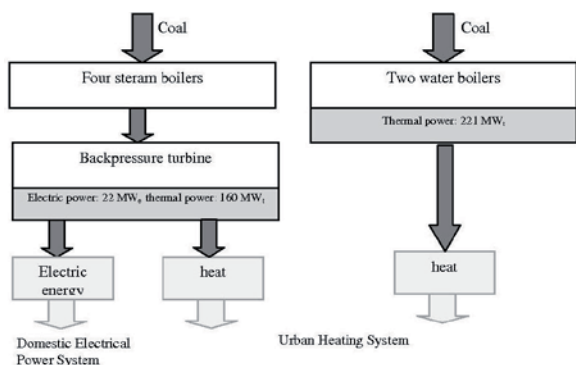 Coal
Four steram boilers
Backpressure turbine
Electric power: 22 MWe, thermal power: 160 MWt
Electric
energy
heat
Domestic Electrical
Power System
Coal
Two water boilers
Thermal power: 221 MWt
heat
Urban Heating System